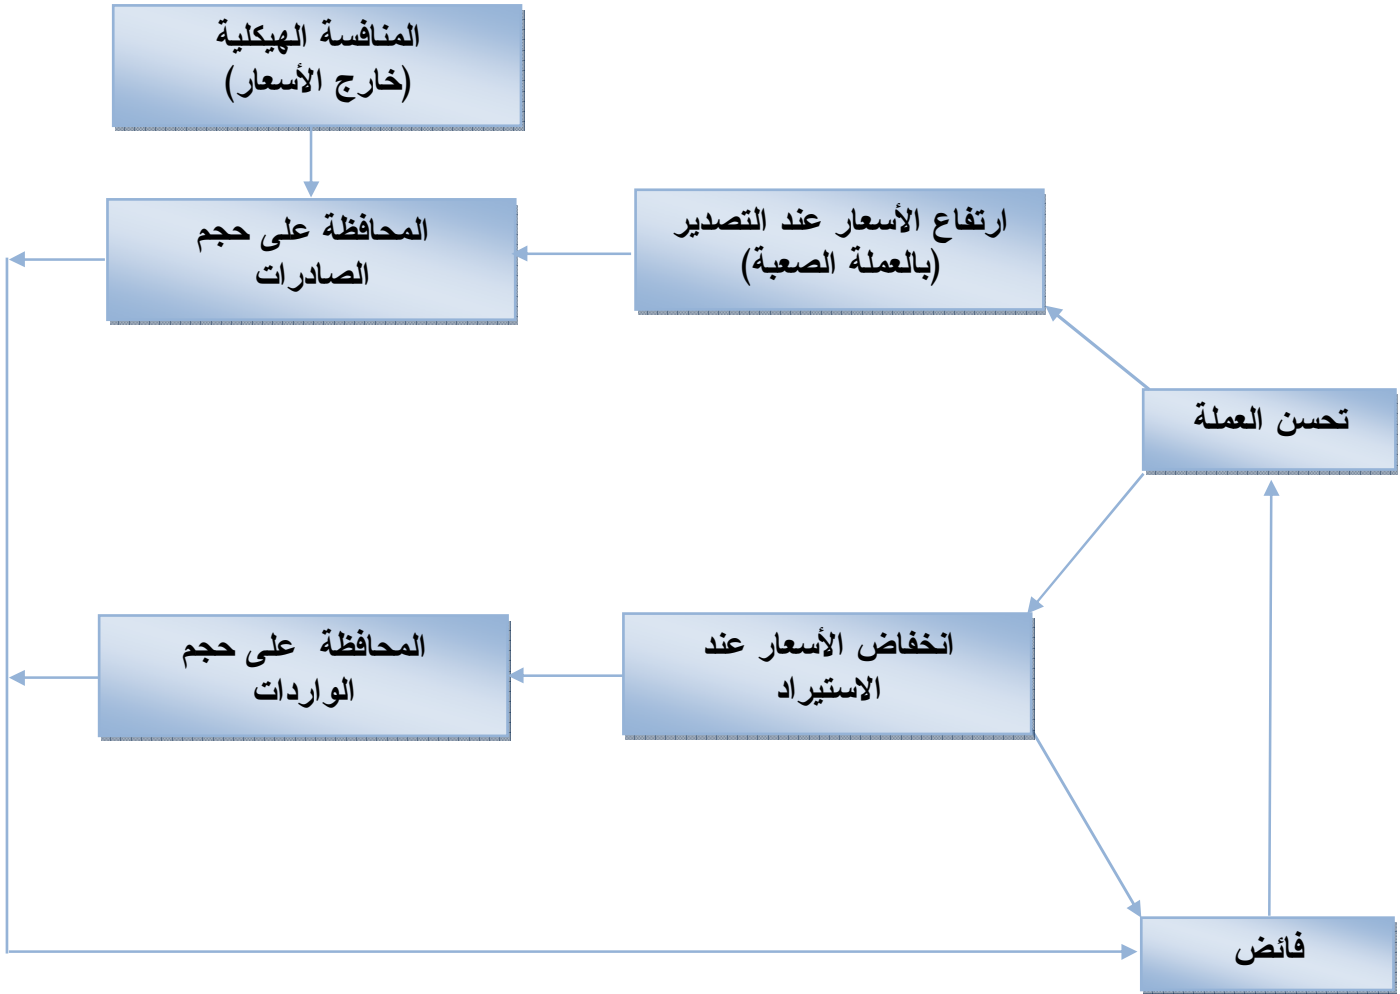 المنافسة الهيكلية
(خارج الأسعار)
ارتفاع الأسعار عند التصدير
(بالعملة الصعبة)
المحافظة على حجم
الصادرات
تحسن العملة
انخفاض الأسعار عند
الاستيراد
المحافظة على حجم
الواردات
فائض